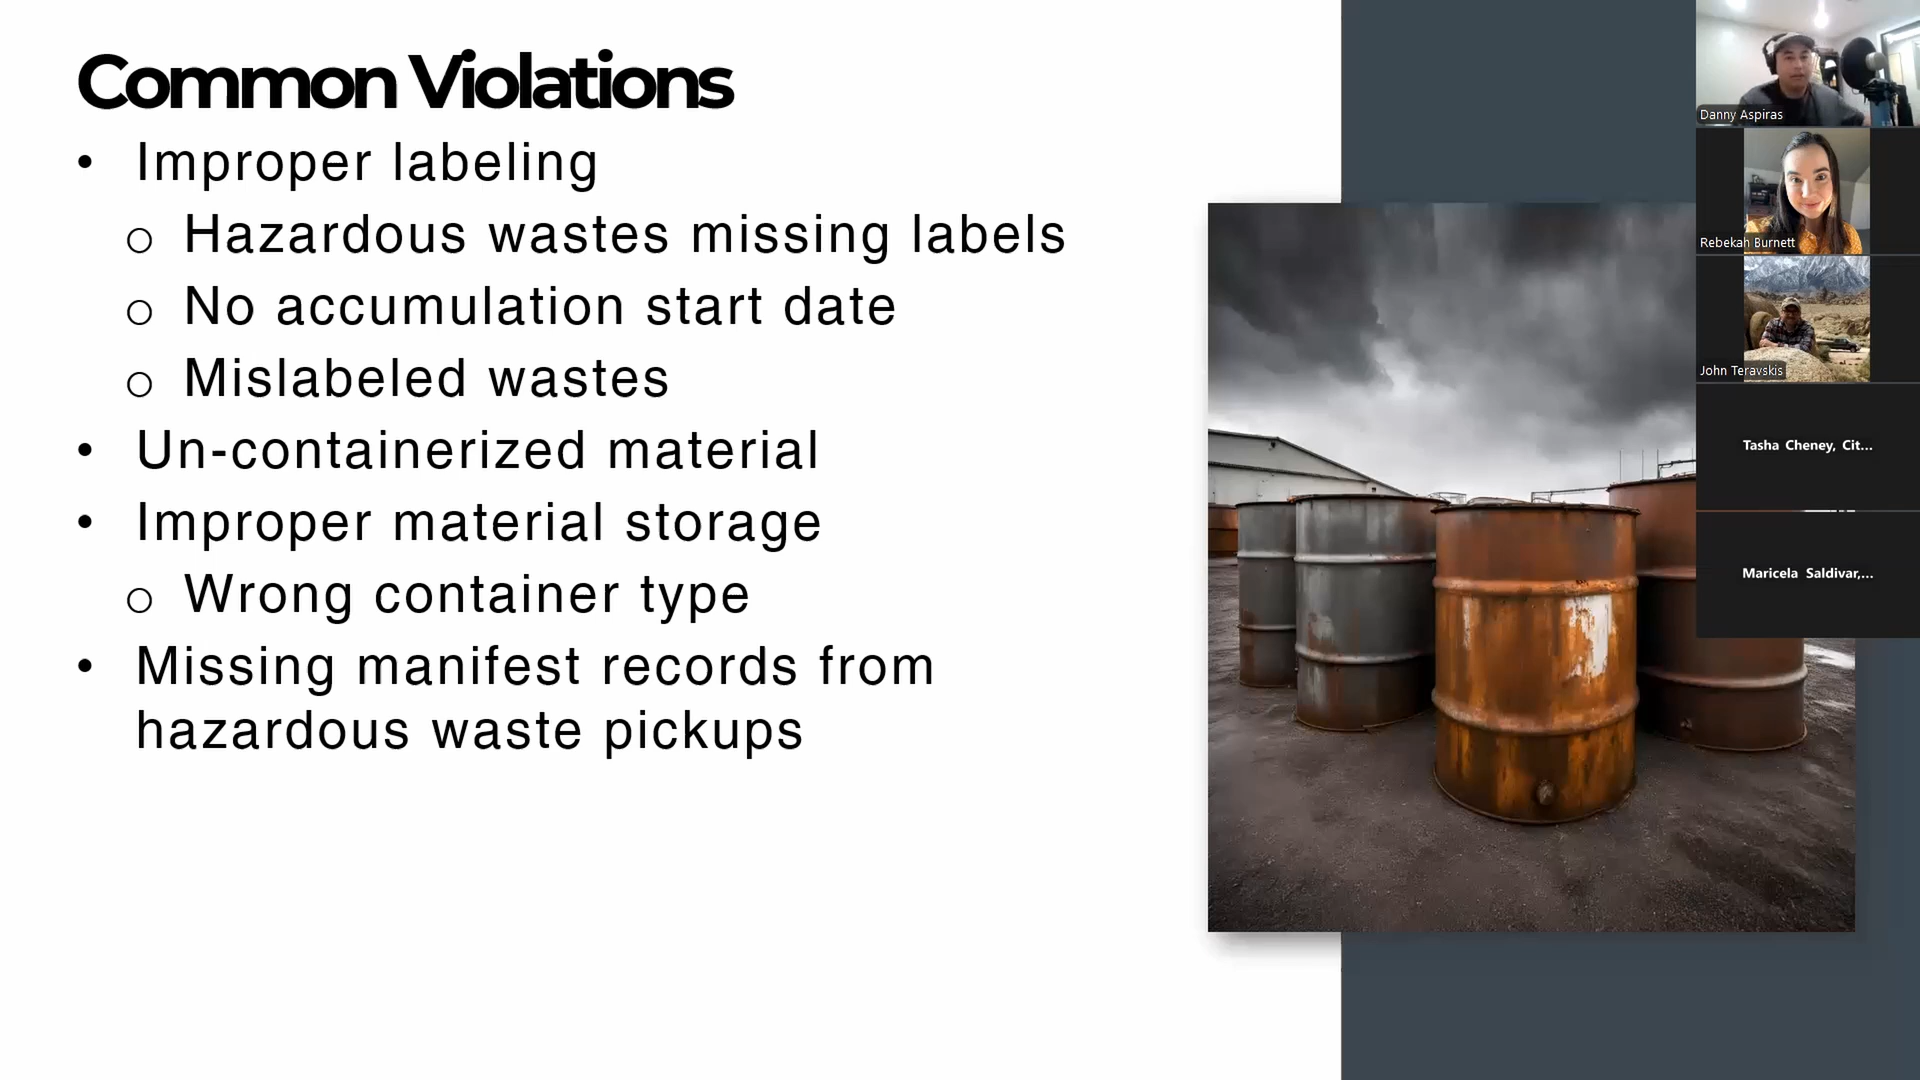 Common Violations
• Improper labeling
o Hazardous wastes missing labels
o No accumulation start date
o Mislabeled wastes
• Un-containerized material
• Improper material storage
o Wrong container type
• Missing manifest records from
hazardous waste pickups
Danny Aspiras
Rebekah Burnett
John Teravskis
Tasha Cheney, Cit...
Maricela Saldivar,...